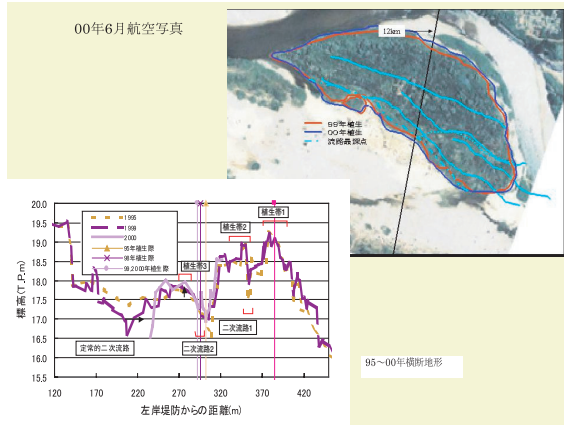 00年6月航空写真
12km
99年植生
00年植生
流路最深点
20.0
19.5
19.0
18.5
18.0
17.5
17.0
16.5
16.0
15.5
標高(T.P.m)
1995
1999
2000
95年植生際
98年植生際
99,2000年植生際
植生帯1
植生帯2
植生帯3
二次流路1
定常的二次流路
二次流路2
120 170 220 270 320 370 420
左岸堤防からの距離(m)
95～00年横断地形